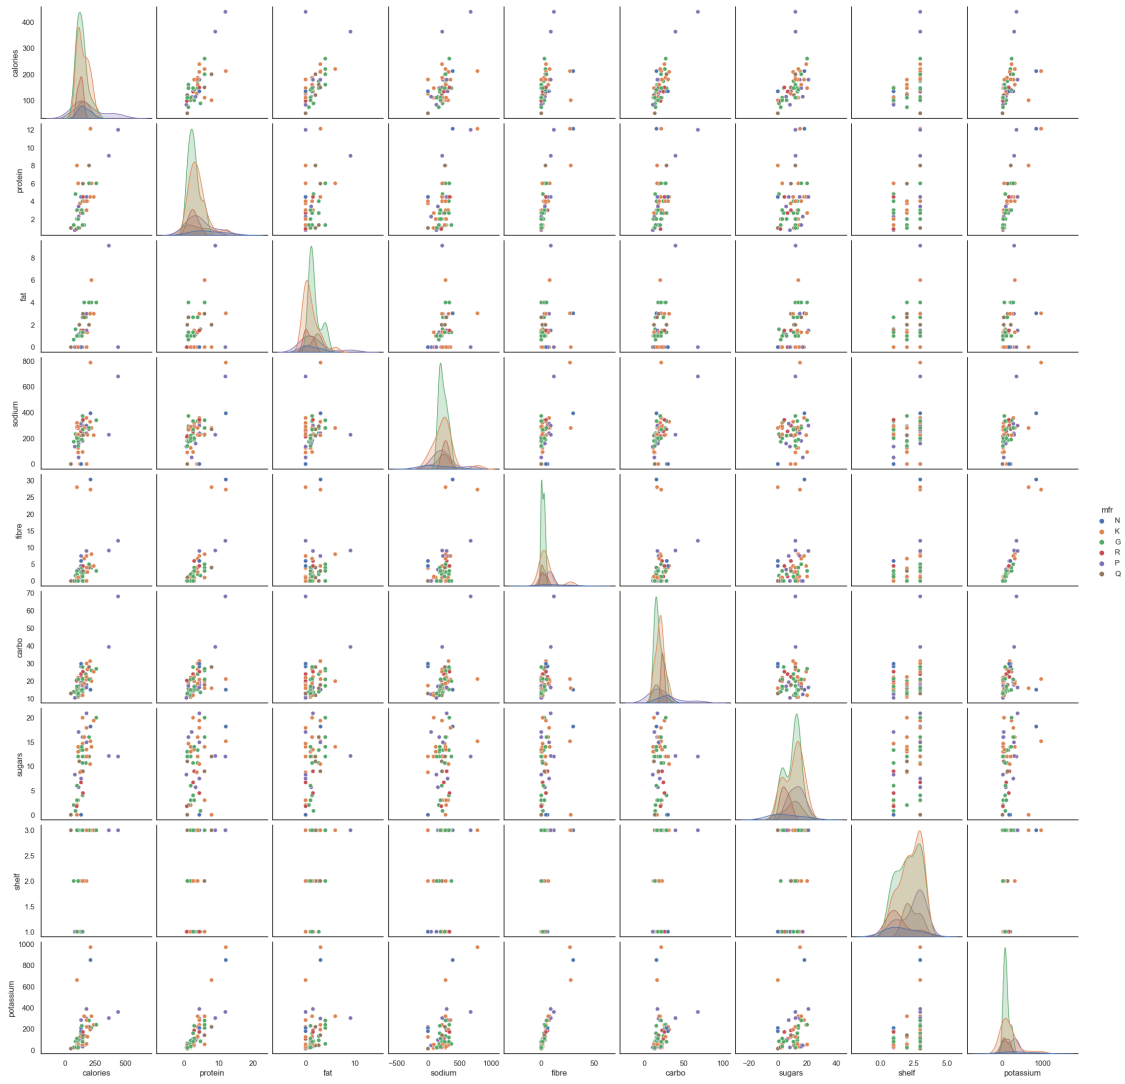 calories
400
300
200
100
protein
12
10
8
6
4
2
fat
8
6
4
2
0
sodium
800
600
400
200
0
fibre
30
25
20
15
10
5
0
carbo
70
60
50
40
30
20
10
sugars
20
15
10
5
0
shelf
3.0
2.5
2.0
1.5
1.0
potassium
1000
800
600
400
200
0
0 250 500
calories
0 10 20
protein
0 10
fat
−500 0 500 1000
sodium
0 50
fibre
0 50 100
carbo
−20 0 20 40
sugars
0.0 2.5 5.0
shelf
0 1000
potassium
mfr
N
K
G
R
P
Q